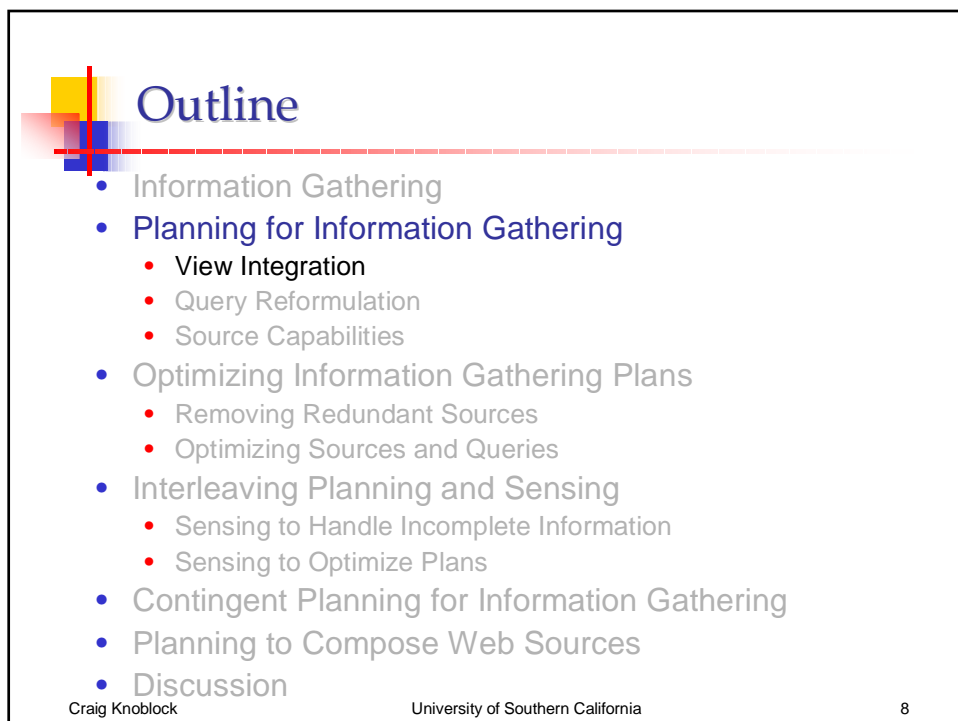 Outline
• Information Gathering
• Planning for Information Gathering
• View Integration
• Query Reformulation
• Source Capabilities
• Optimizing Information Gathering Plans
• Removing Redundant Sources
• Optimizing Sources and Queries
• Interleaving Planning and Sensing
• Sensing to Handle Incomplete Information
• Sensing to Optimize Plans
• Contingent Planning for Information Gathering
• Planning to Compose Web Sources
• Discussion
Craig Knoblock University of Southern California 8